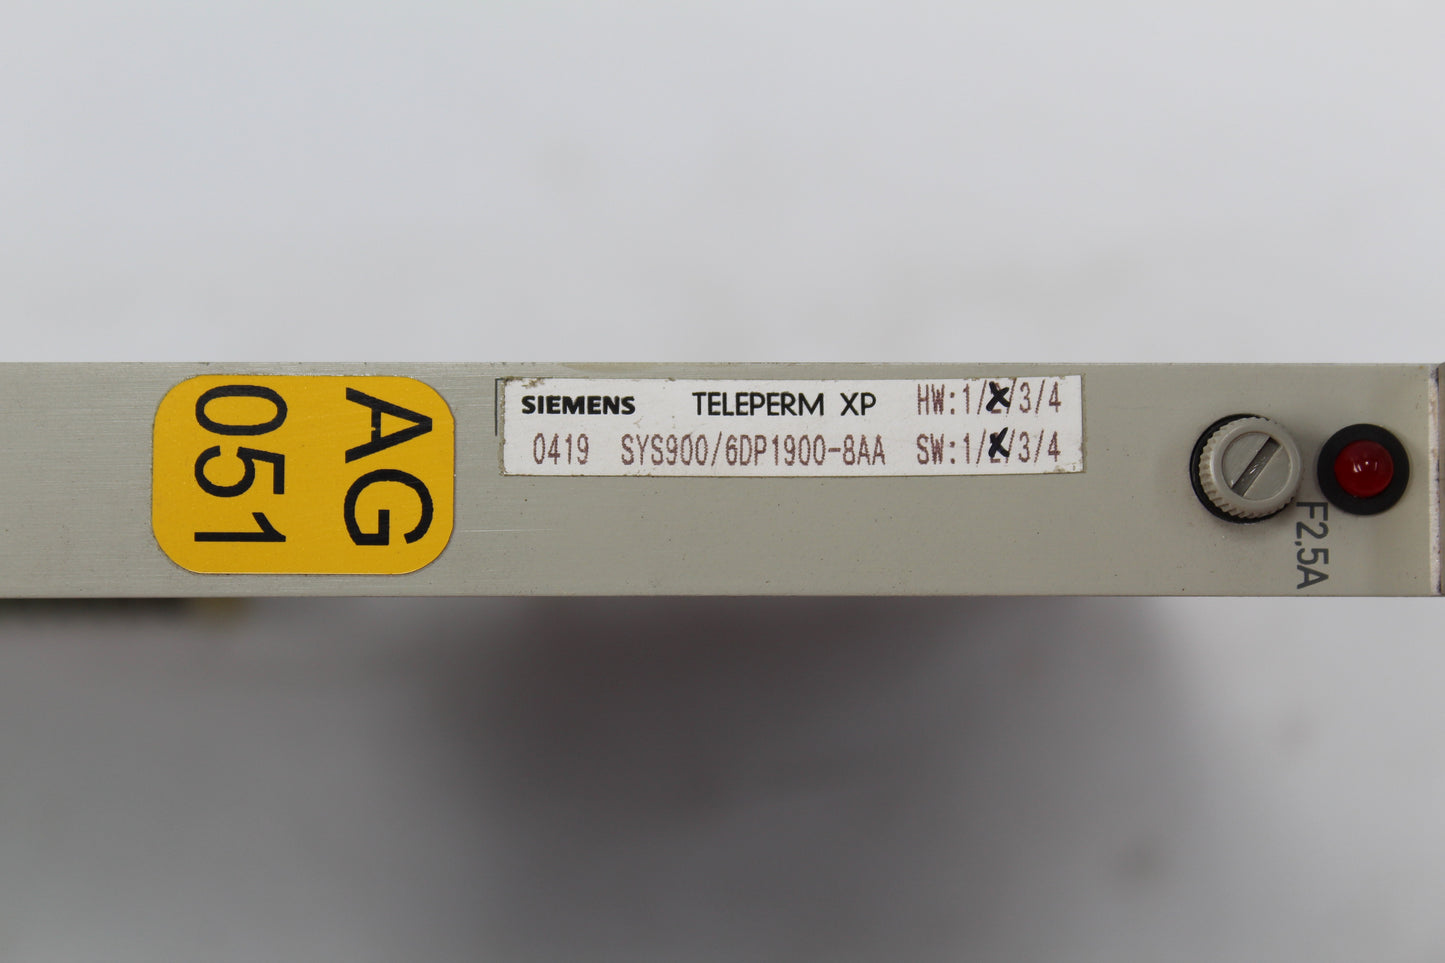 AG
051
SIEMENS TELEPERM XP HW:1/2/3/4
0419 SYS900/6DP1900-8AA SW:1/2/3/4
F2,5A